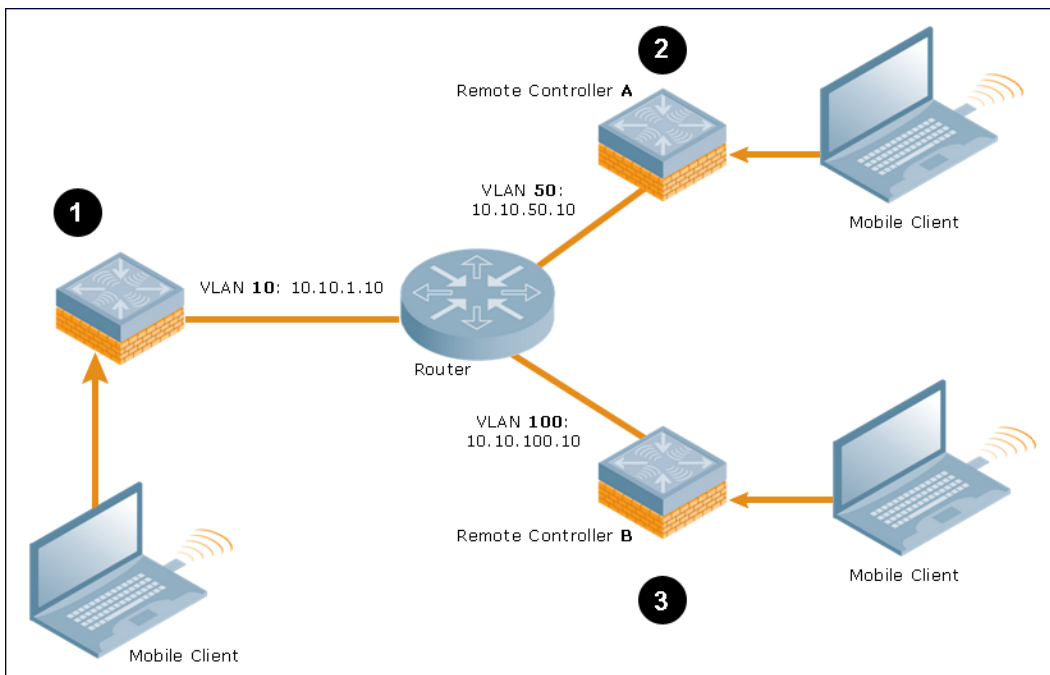 2
Remote Controller A
VLAN 50:
10.10.50.10
Mobile Client
1
VLAN 10: 10.10.1.10
Router
VLAN 100:
10.10.100.10
Remote Controller B
Mobile Client
3
Mobile Client